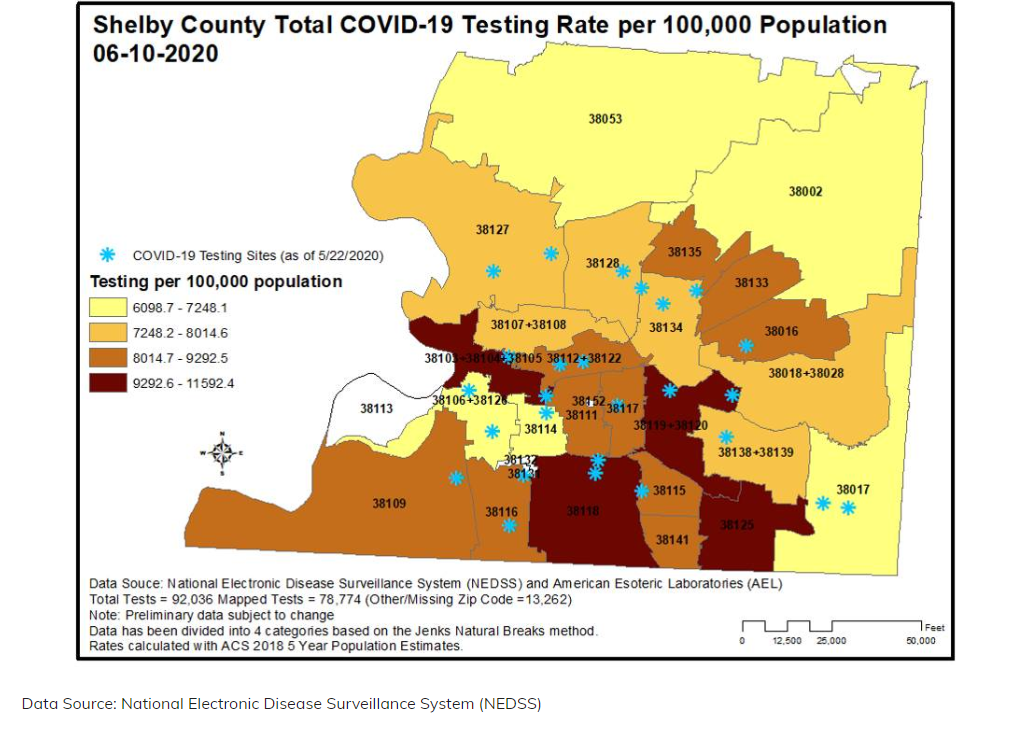 Shelby County Total COVID-19 Testing Rate per 100,000 Population
06-10-2020
38053
38002
38127
38135
38128
38133
COVID-19 Testing Sites (as of 5/22/2020)
Testing per 100,000 population
6098.7 - 7248.1
7248.2 - 8014.6
8014.7 - 9292.5
9292.6 - 11592.4
38107+38108
38134
38016
38103+38104+38105
38112+38122
38018+38028
38106+38126
38113
38152
38111
38117
38114
38119+38120
N
W
E
S
38138+38139
38132
38131
38017
38109
38116
38118
38115
38125
38141
Data Souce: National Electronic Disease Surveillance System (NEDSS) and American Esoteric Laboratories (AEL)
Total Tests = 92,036 Mapped Tests = 78,774 (Other/Missing Zip Code =13,262)
Note: Preliminary data subject to change
Data has been divided into 4 categories based on the Jenks Natural Breaks method.
Rates calculated with ACS 2018 5 Year Population Estimates.
Feet
0 12,500 25,000 50,000
Data Source: National Electronic Disease Surveillance System (NEDSS)